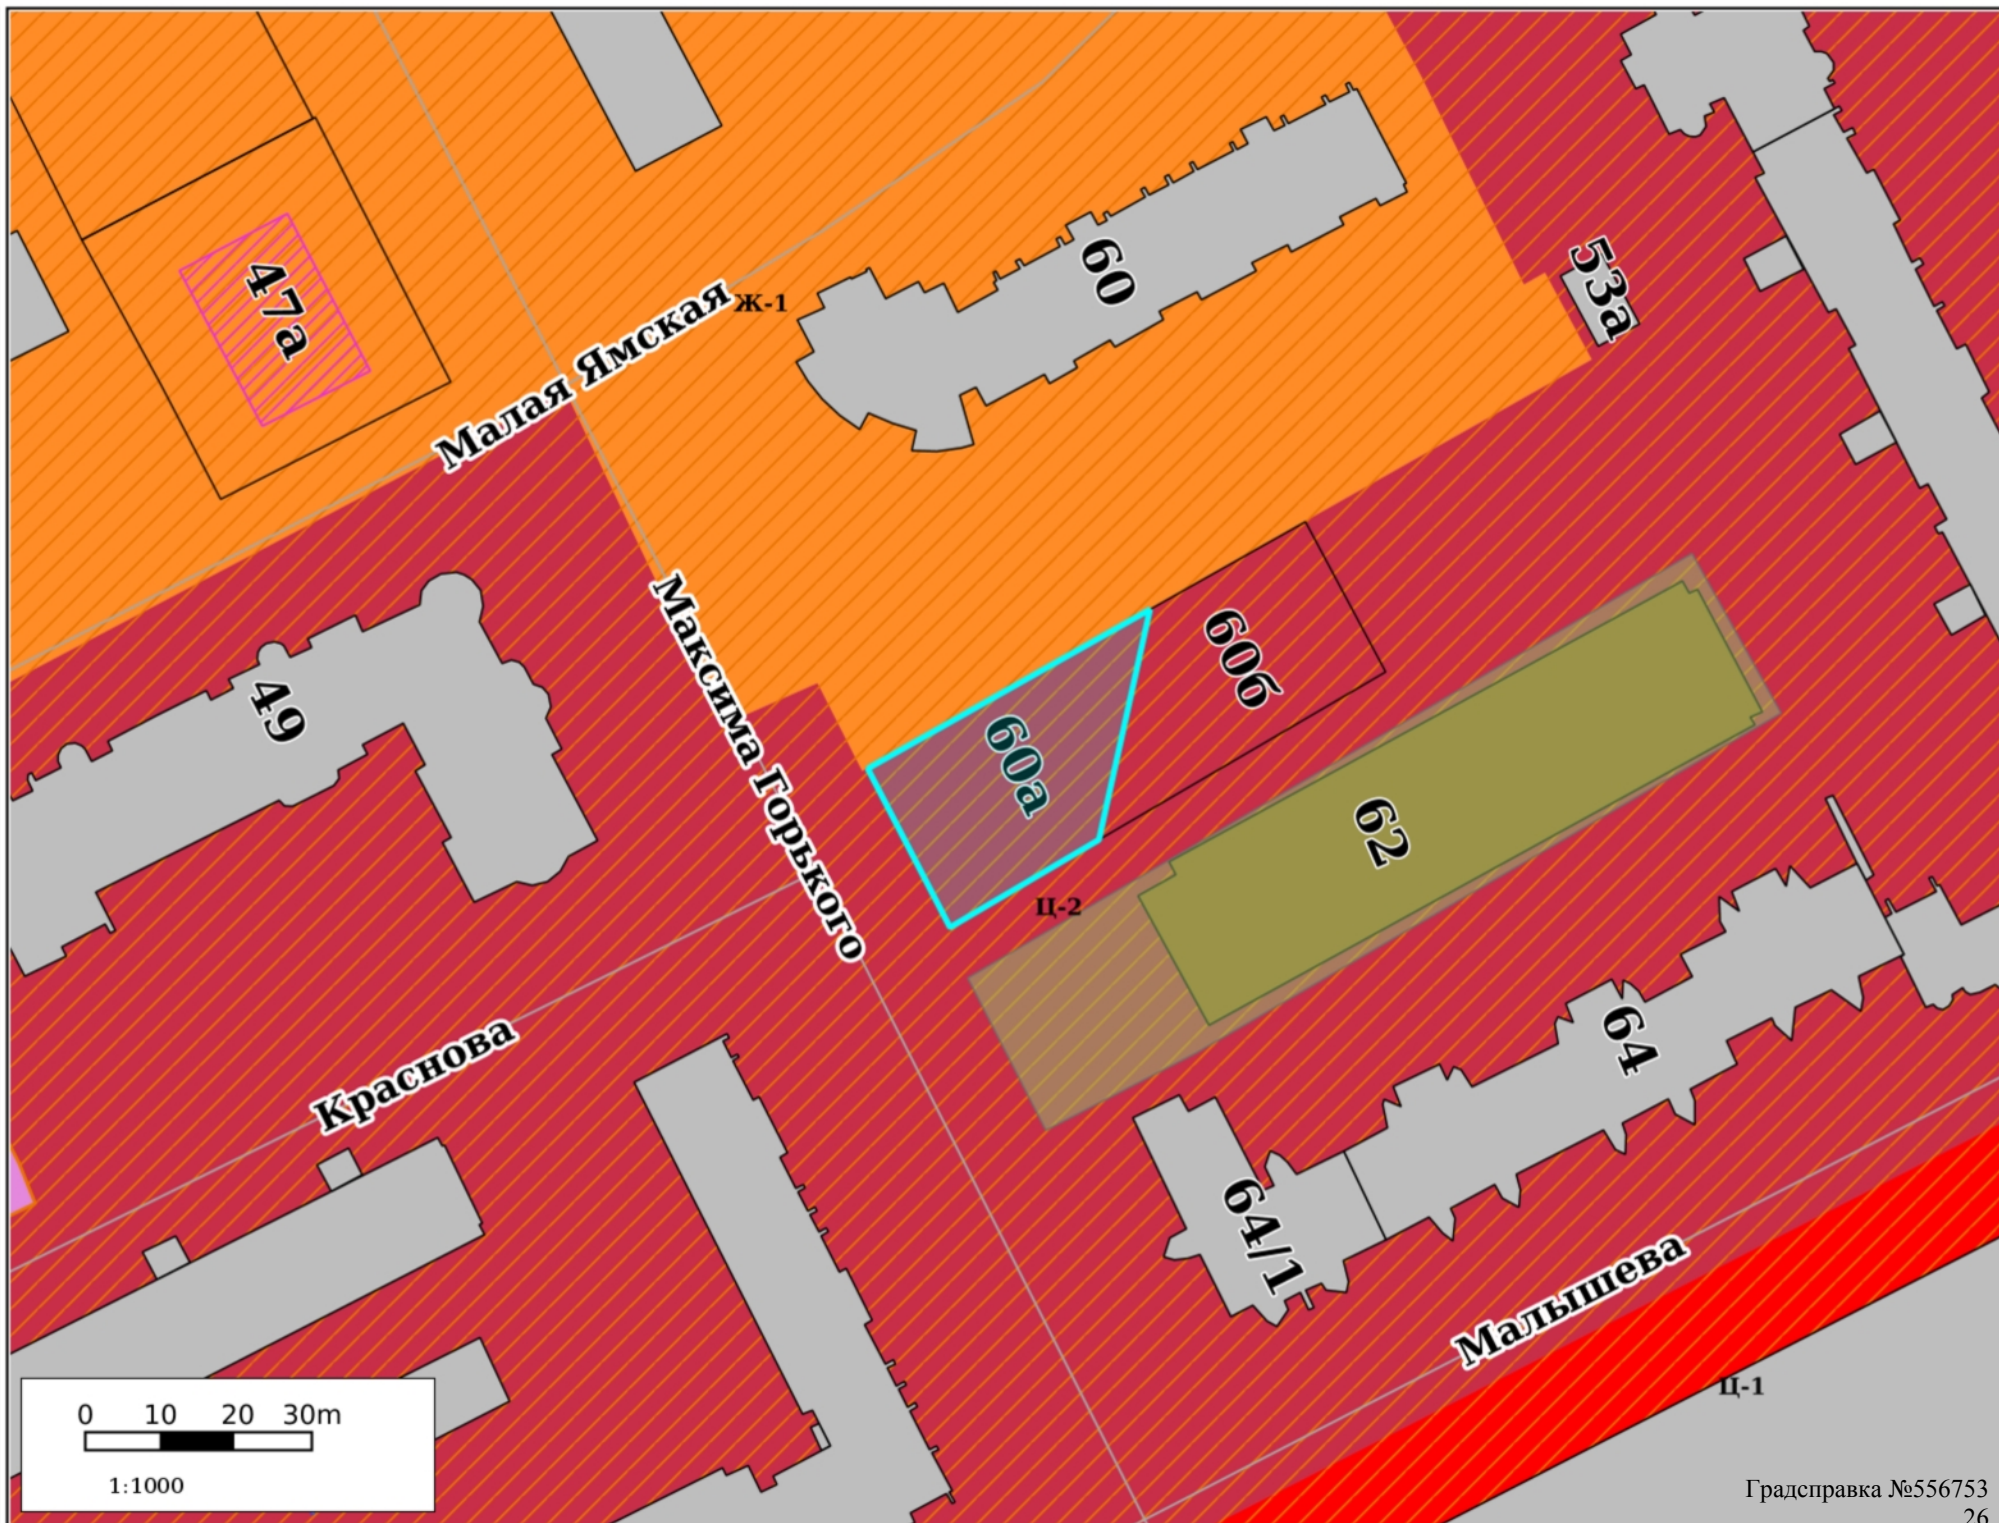 47а
Малая Ямская
Ж-1
60
53а
Максима Горького
49
60а
60б
62
Ц-2
Краснова
64
64/1
Малышева
Ц-1
0 10 20 30m
1:1000
Градсправка №556753
26